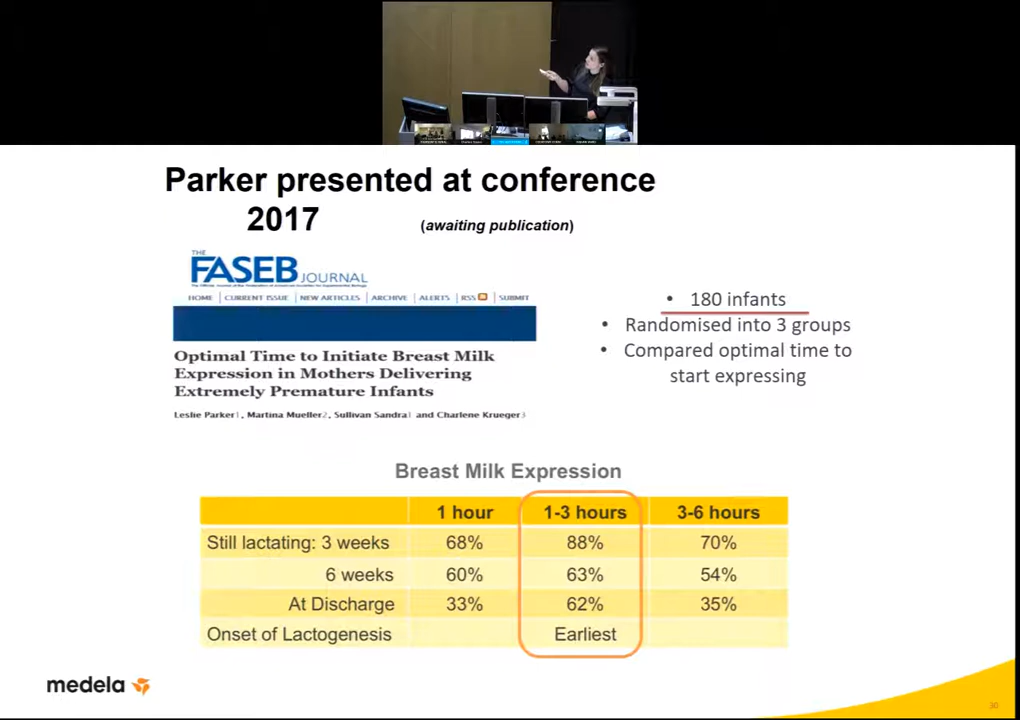 Parker presented at conference
2017 (awaiting publication)
THE
FASEB JOURNAL
HOME CURRENT ISSUE NEW ARTICLES ARCHIVE ALERTS RSS SUBMIT
Optimal Time to Initiate Breast Milk
Expression in Mothers Delivering
Extremely Premature Infants
Leslie Parker1, Martina Mueller2, Sullivan Sandra1 and Charlene Krueger3
• 180 infants
• Randomised into 3 groups
• Compared optimal time to
start expressing
Breast Milk Expression
1 hour 1-3 hours 3-6 hours
Still lactating: 3 weeks 68% 88% 70%
6 weeks 60% 63% 54%
At Discharge 33% 62% 35%
Onset of Lactogenesis Earliest
medela
30